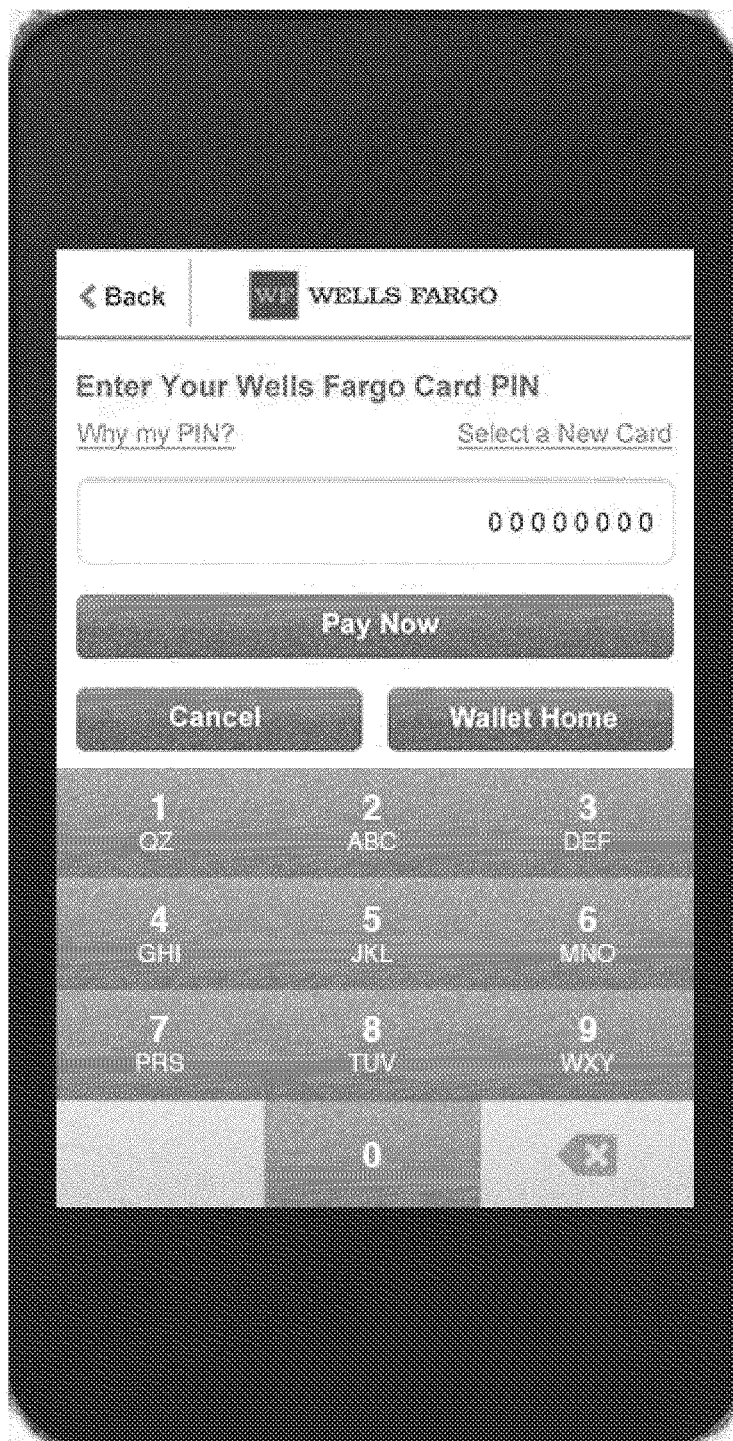 Back WF WELLS FARGO
Enter Your Wells Fargo Card PIN
Why my PIN? Select a New Card
00000000
Pay Now
Cancel Wallet Home
1 2 3
QZ ABC DEF
4 5 6
GHI JKL MNO
7 8 9
PRS TUV WXY
0